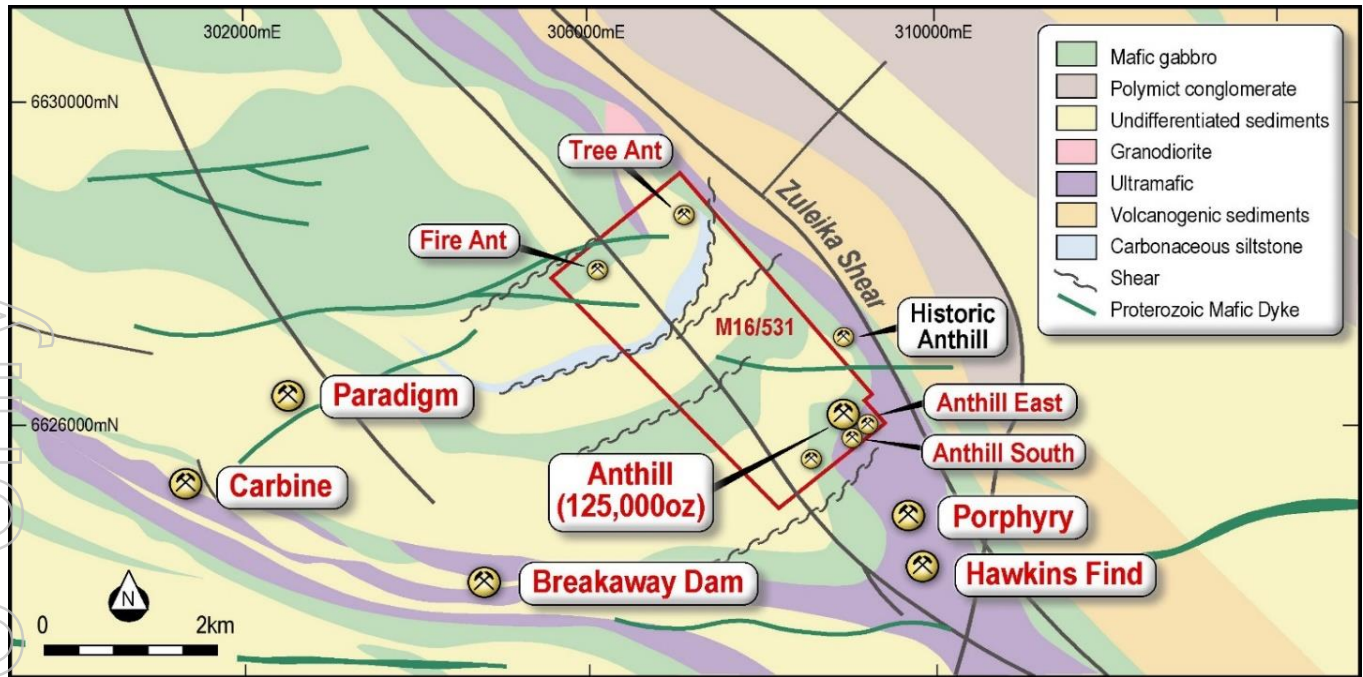 302000mE
306000mE
310000mE
6630000mN
6626000mN
Mafic gabbro
Polymict conglomerate
Undifferentiated sediments
Granodiorite
Ultramafic
Volcanogenic sediments
Carbonaceous siltstone
Shear
Proterozoic Mafic Dyke
Tree Ant
Fire Ant
Zuleika Shear
M16/531
Historic
Anthill
Paradigm
Anthill East
Anthill South
Carbine
Anthill
(125,000oz)
Porphyry
Hawkins Find
Breakaway Dam
N
0
2km